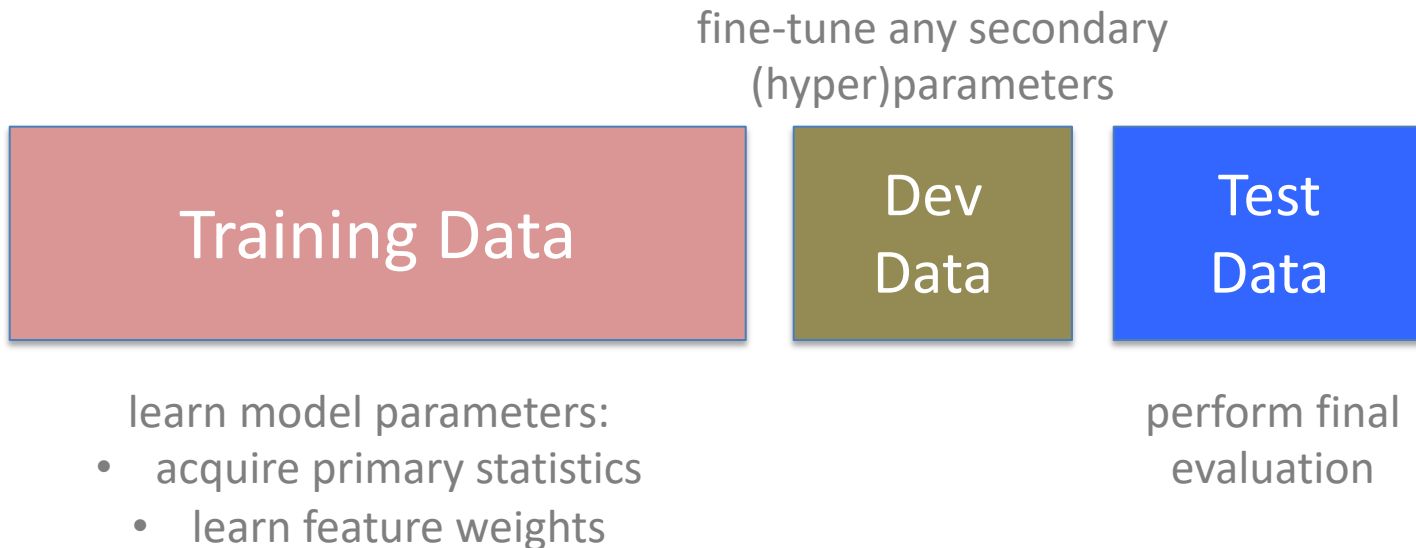 fine-tune any secondary
(hyper)parameters
Training Data
Dev
Data
Test
Data
learn model parameters:
• acquire primary statistics
• learn feature weights
perform final
evaluation